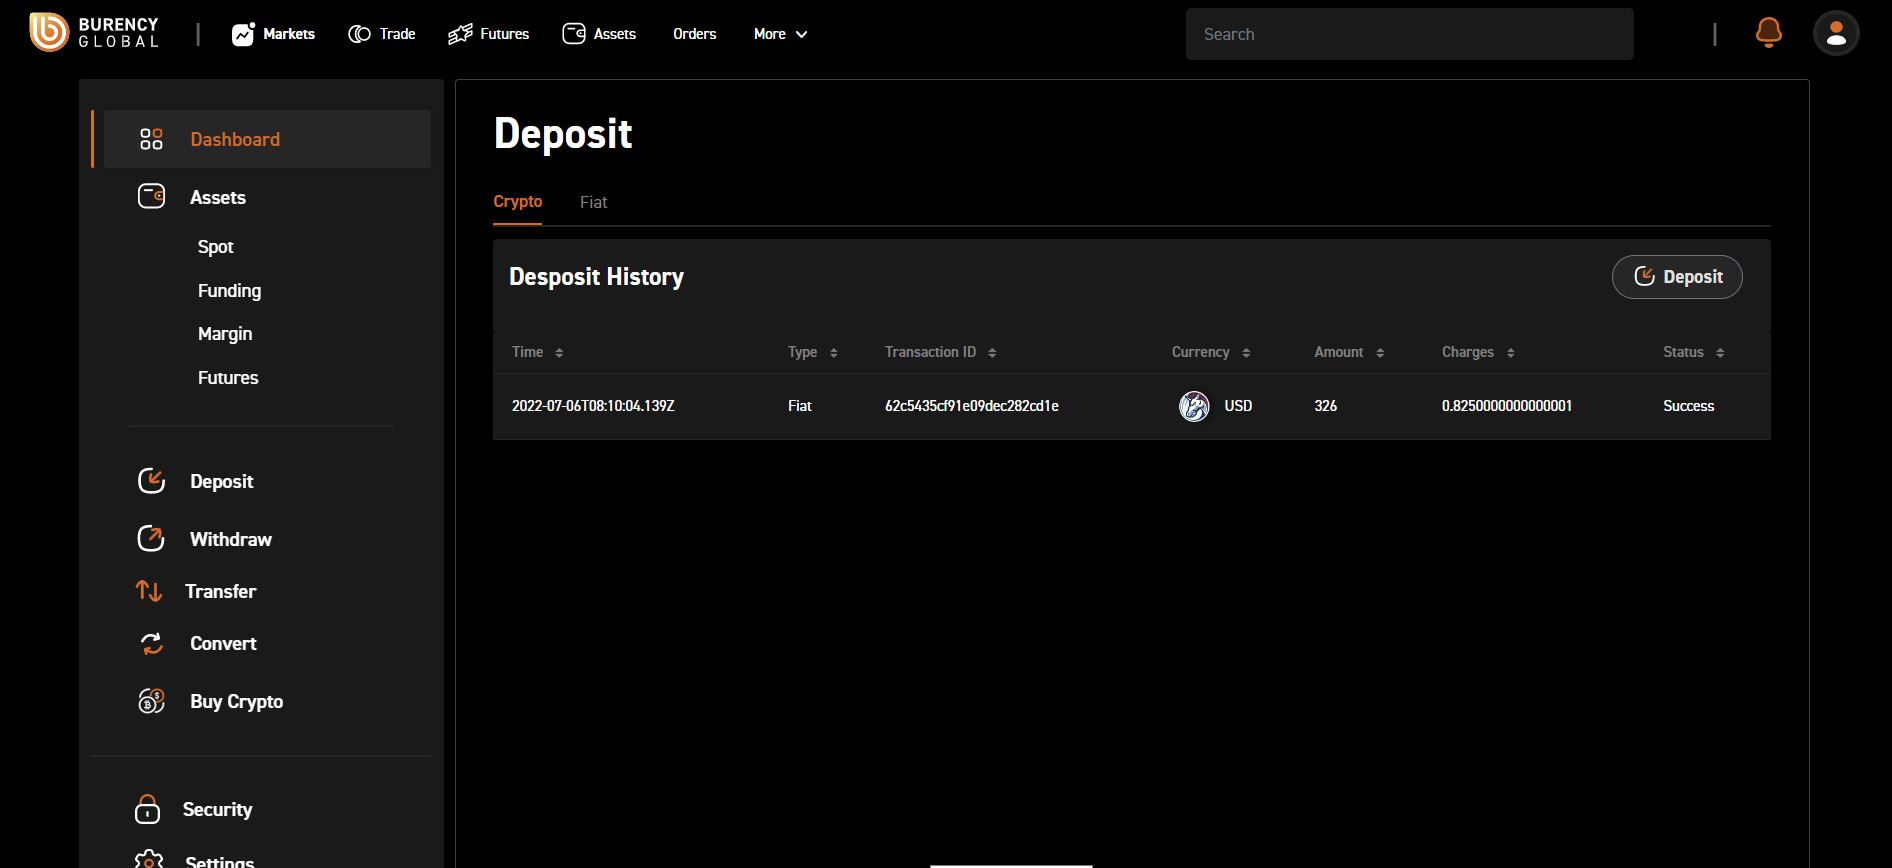 BURENCY
GLOBAL
Markets
Trade
Futures
Assets
Orders
More
Search
Dashboard
Assets
Spot
Funding
Margin
Futures
Deposit
Withdraw
Transfer
Convert
Buy Crypto
Security
Settings
Deposit
Crypto
Fiat
Desposit History
Deposit
Time Type Transaction ID Currency Amount Charges Status
2022-07-06T08:10:04.139Z Fiat 62c5435cf91e09dec282cd1e USD 326 0.8250000000000001 Success